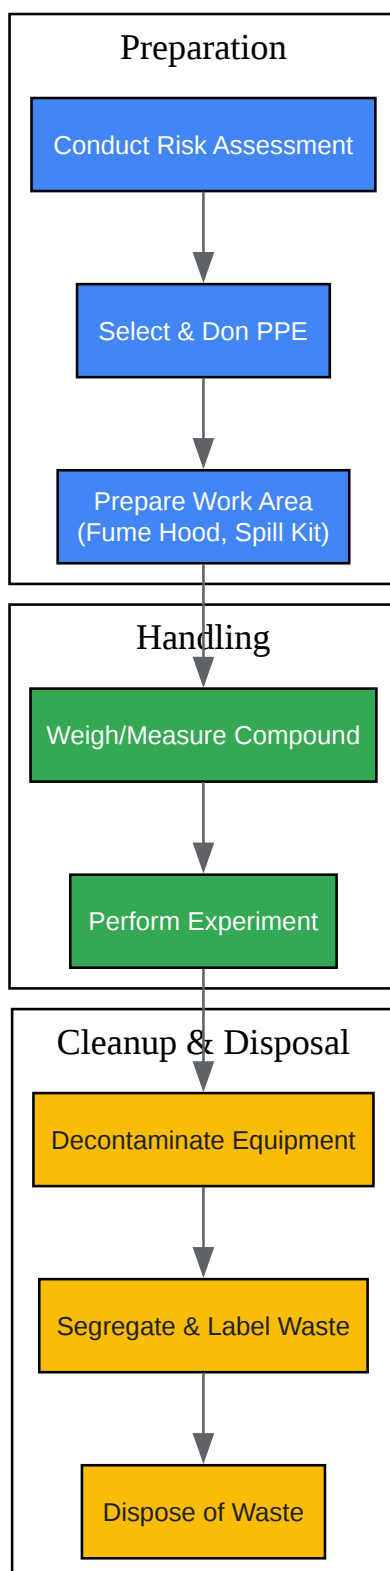 Preparation
Conduct Risk Assessment
Select & Don PPE
Prepare Work Area
(Fume Hood, Spill Kit)
Handling
Weigh/Measure Compound
Perform Experiment
Cleanup & Disposal
Decontaminate Equipment
Segregate & Label Waste
Dispose of Waste